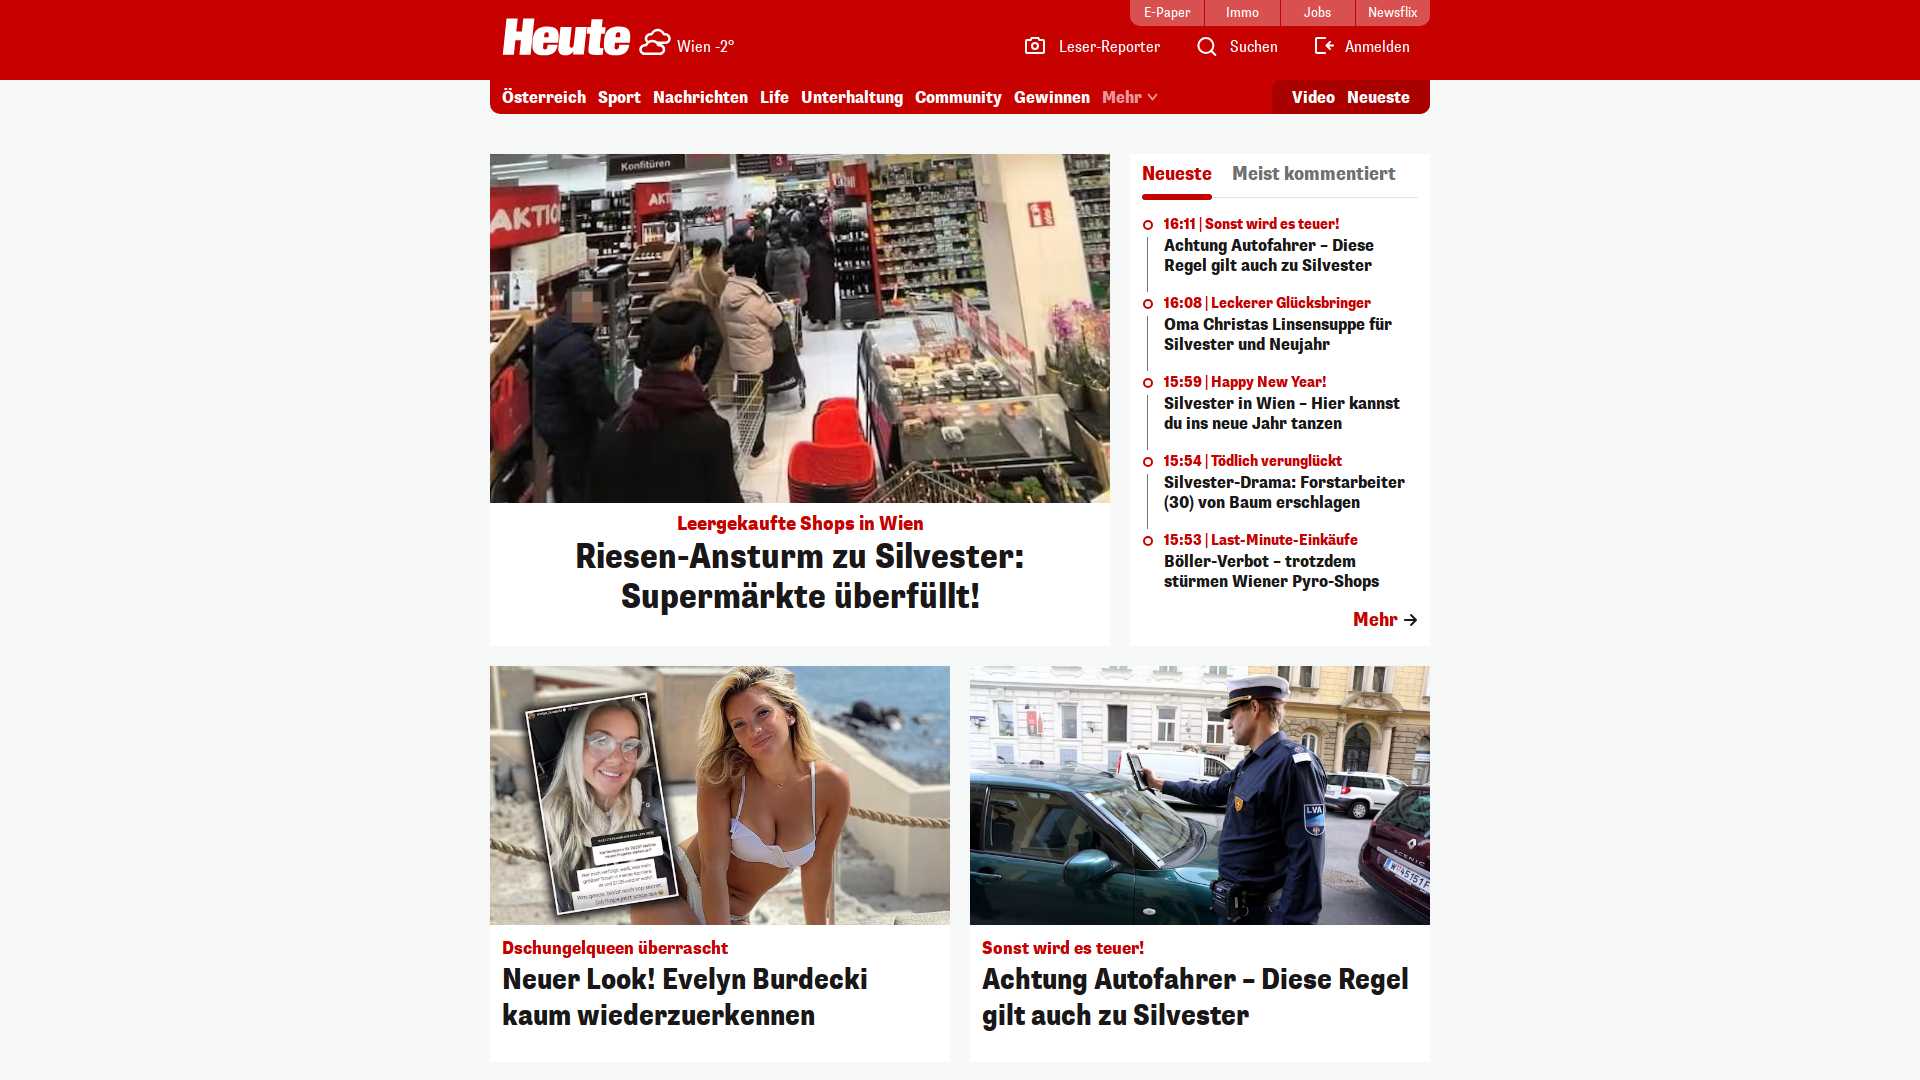 E-Paper
Immo
Jobs
Newsflix
Heute
Wien -2°
Leser-Reporter
Suchen
Anmelden
Österreich
Sport
Nachrichten
Life
Unterhaltung
Community
Gewinnen
Mehr
Video
Neueste
Konfitüren
3
AKTIO
AKT
Leergekaufte Shops in Wien
Riesen-Ansturm zu Silvester:
Supermärkte überfüllt!
Neueste
Meist kommentiert
16:11 | Sonst wird es teuer!
Achtung Autofahrer – Diese
Regel gilt auch zu Silvester
16:08 | Leckerer Glücksbringer
Oma Christas Linsensuppe für
Silvester und Neujahr
15:59 | Happy New Year!
Silvester in Wien – Hier kannst
du ins neue Jahr tanzen
15:54 | Tödlich verunglückt
Silvester-Drama: Forstarbeiter
(30) von Baum erschlagen
15:53 | Last-Minute-Einkäufe
Böller-Verbot – trotzdem
stürmen Wiener Pyro-Shops
Mehr
Dschungelqueen überrascht
Neuer Look! Evelyn Burdecki
kaum wiederzuerkennen
LVA
SCENIC
Sonst wird es teuer!
Achtung Autofahrer – Diese Regel
gilt auch zu Silvester